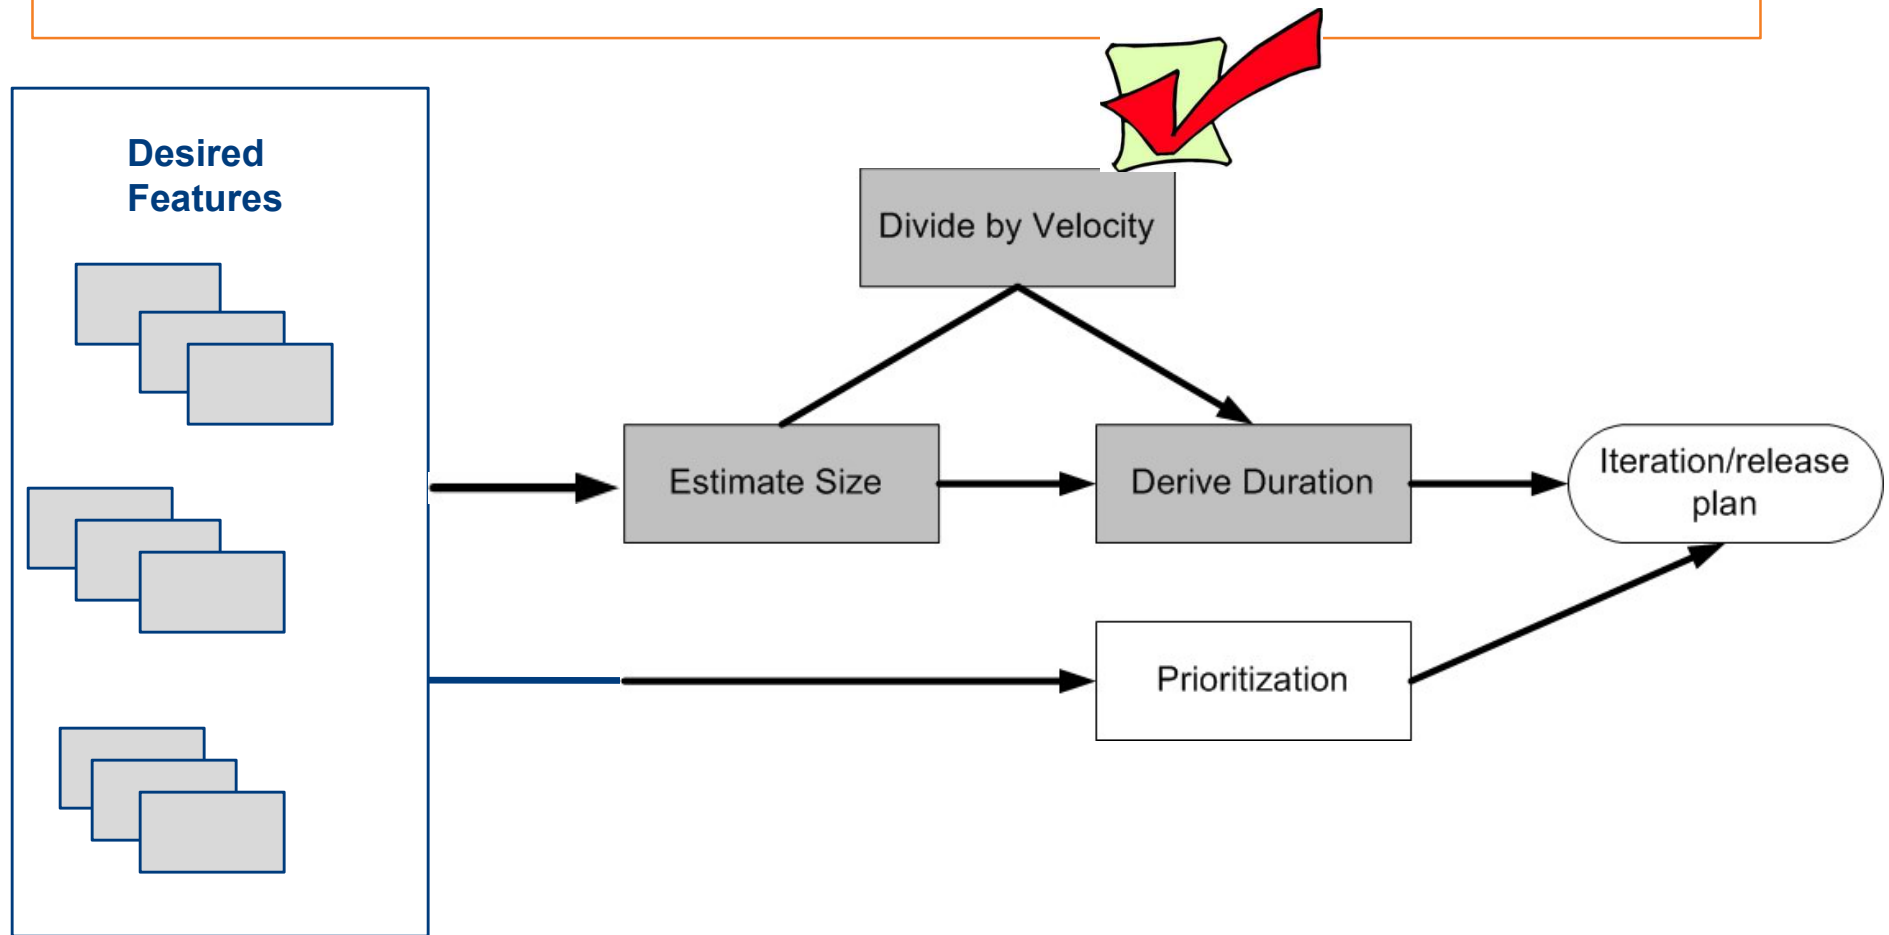 Desired
Features
Divide by Velocity
Estimate Size
Derive Duration
Iteration/release
plan
Prioritization